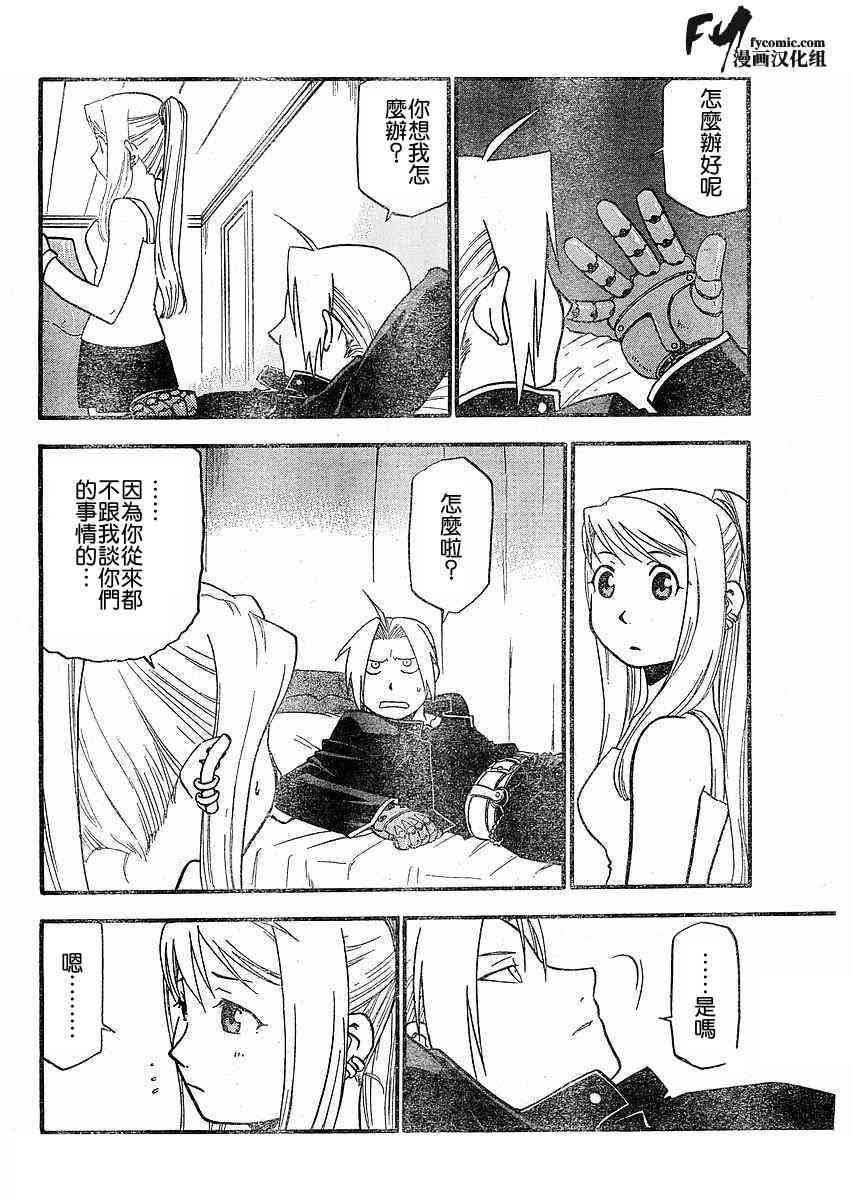 FY
fycomic.com
漫画汉化组
怎麼辦好呢
你想我怎
麼辦？
怎麼啦？
……
因為你從來都
不跟我談你們
的事情的…
……是嗎
嗯………